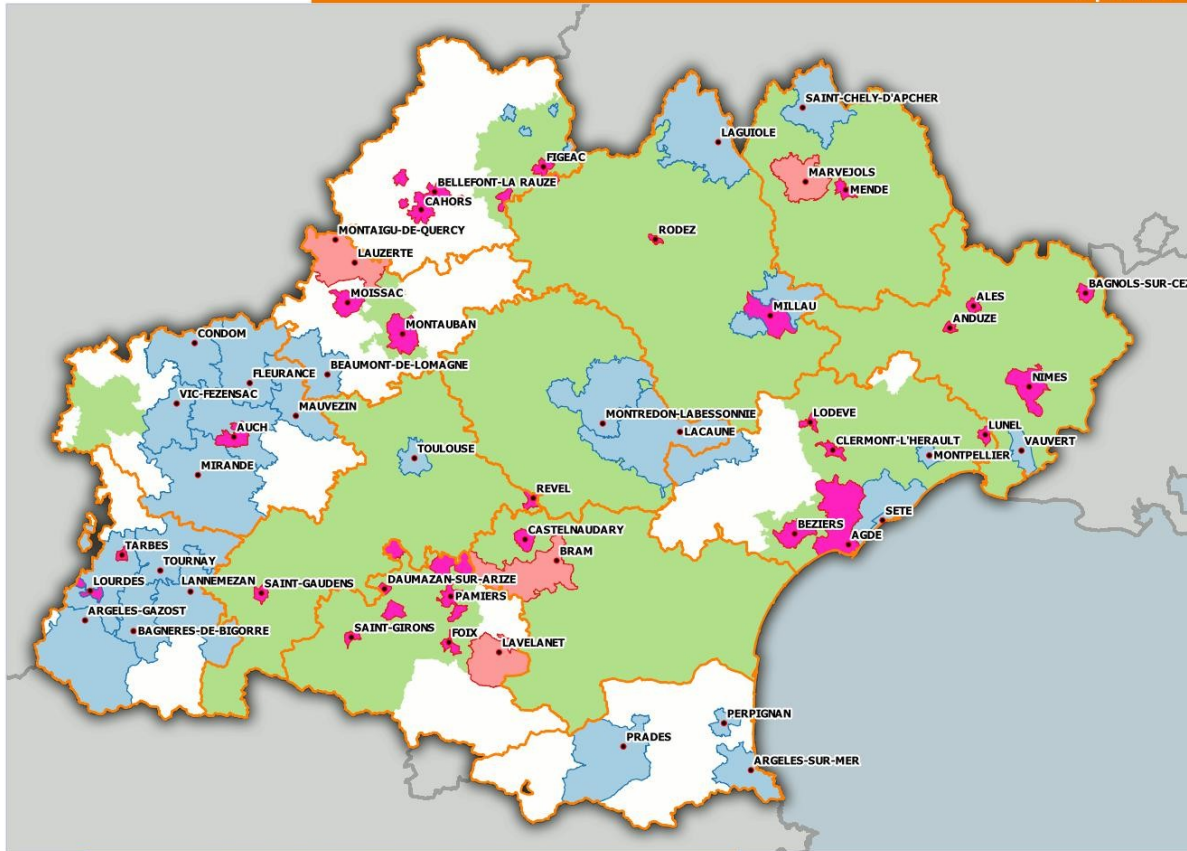 SAINT-CHELY-D'APCHER
LAGUIOLE
FIGEAC
MARVEJOLS
BELLEFONT-LA RAUZE
MENDE
CAHORS
MONTAIGU-DE-QUERCY
RODEZ
LAUZERTE
BAGNOLS-SUR-CEZ
MOISSAC
ALES
MILLAU
MONTAUBAN
ANDUZE
CONDOM
BEAUMONT-DE-LOMAGNE
FLEURANCE
NIMES
VIC-FEZENSAC
MAUVEZIN
MONTREDON-LABESSONNIE
LODEVE
AUCH
LACAUNE
LUNEL
CLERMONT-L'HERAULT
TOULOUSE
VAUVERT
MONTPELLIER
MIRANDE
REVEL
SETE
BEZIERS
CASTELNAUDARY
AGDE
TARBES
BRAM
TOURNAY
DAUMAZAN-SUR-ARIZE
LOURDES
LANNEMEZAN
SAINT-GAUDENS
PAMIERS
ARGELES-GAZOST
BAGNERES-DE-BIGORRE
SAINT-GIRONS
FOIX
LAVELANET
PERPIGNAN
PRADES
ARGELES-SUR-MER